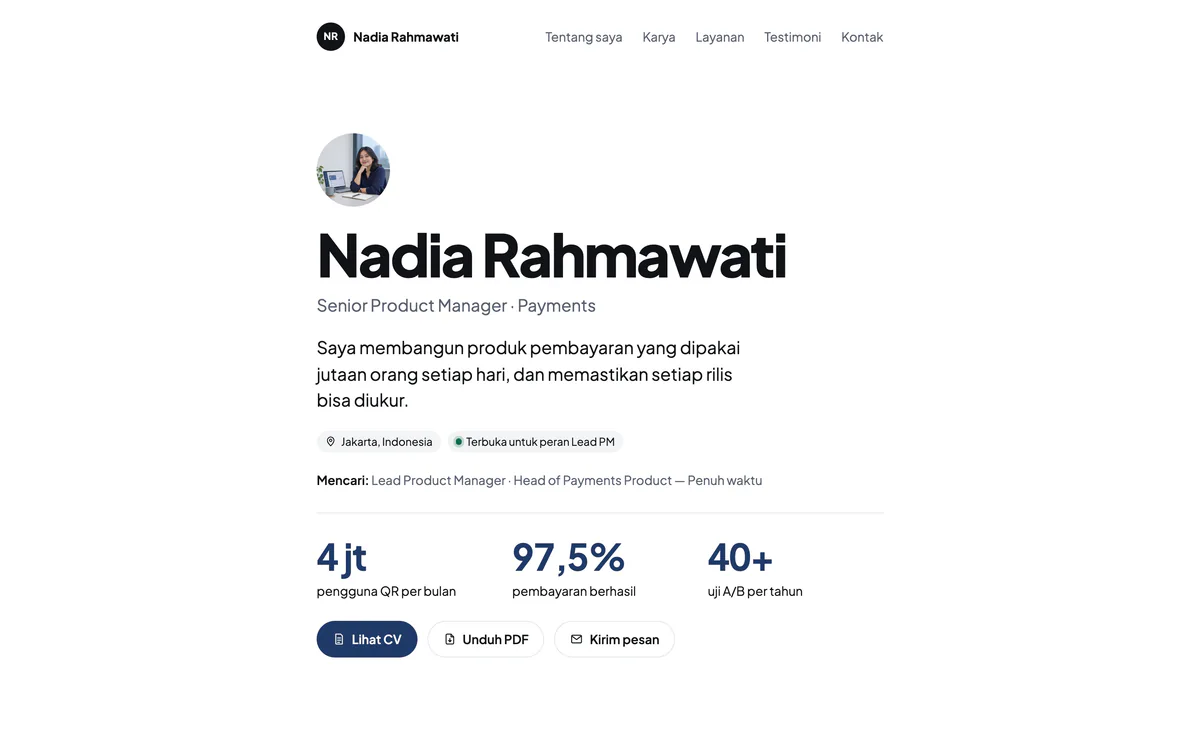 NR Nadia Rahmawati
Tentang saya Karya Layanan Testimoni Kontak
Nadia Rahmawati
Senior Product Manager · Payments
Saya membangun produk pembayaran yang dipakai
jutaan orang setiap hari, dan memastikan setiap rilis
bisa diukur.
Jakarta, Indonesia
Terbuka untuk peran Lead PM
Mencari: Lead Product Manager · Head of Payments Product — Penuh waktu
4 jt
pengguna QR per bulan
97,5%
pembayaran berhasil
40+
uji A/B per tahun
Lihat CV
Unduh PDF
Kirim pesan